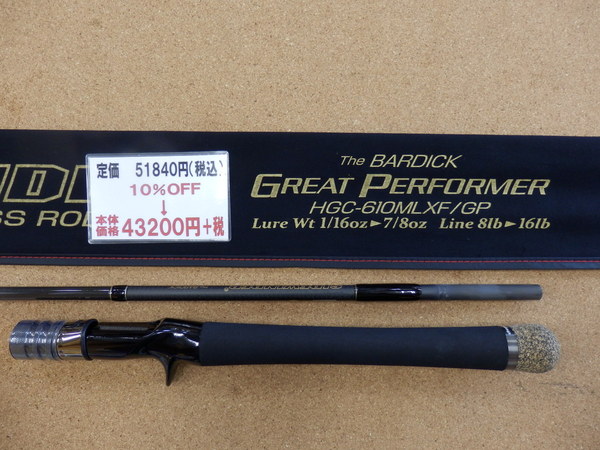 定価 51840円(税込)
10%OFF
↓
本体価格 43200円+税
The BARDICK
GREAT PERFORMER
HGC-610MLXF/GP
Lure Wt 1/16oz►7/8oz Line 8lb►16lb